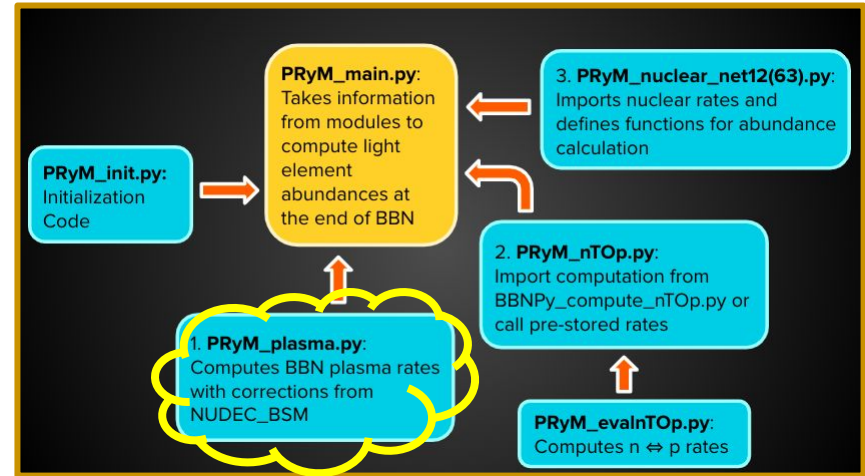 PRyM_main.py:
Takes information
from modules to
compute light
element
abundances at
the end of BBN
3. PRyM_nuclear_net12(63).py:
Imports nuclear rates and
defines functions for abundance
calculation
PRyM_init.py:
Initialization
Code
2. PRyM_nTOp.py:
Import computation from
BBNPy_compute_nTOp.py or
call pre-stored rates
1. PRyM_plasma.py:
Computes BBN plasma rates
with corrections from
NUDEC_BSM
PRyM_evalnTOp.py:
Computes n ⇔ p rates